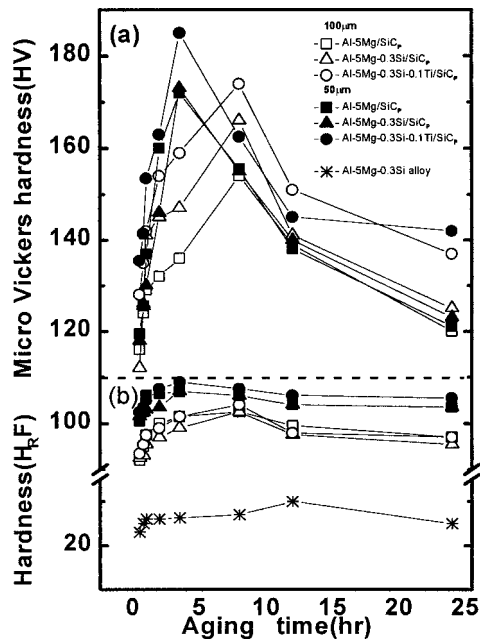 (a)
100μm
Al-5Mg/SiCₚ
Al-5Mg-0.3Si/SiCₚ
Al-5Mg-0.3Si-0.1Ti/SiCₚ
50μm
Al-5Mg/SiCₚ
Al-5Mg-0.3Si/SiCₚ
Al-5Mg-0.3Si-0.1Ti/SiCₚ
Al-5Mg-0.3Si alloy
Micro Vickers hardness(HV)
180
160
140
120
(b)
Hardness(HRF)
100
20
0 5 10 15 20 25
Aging time(hr)